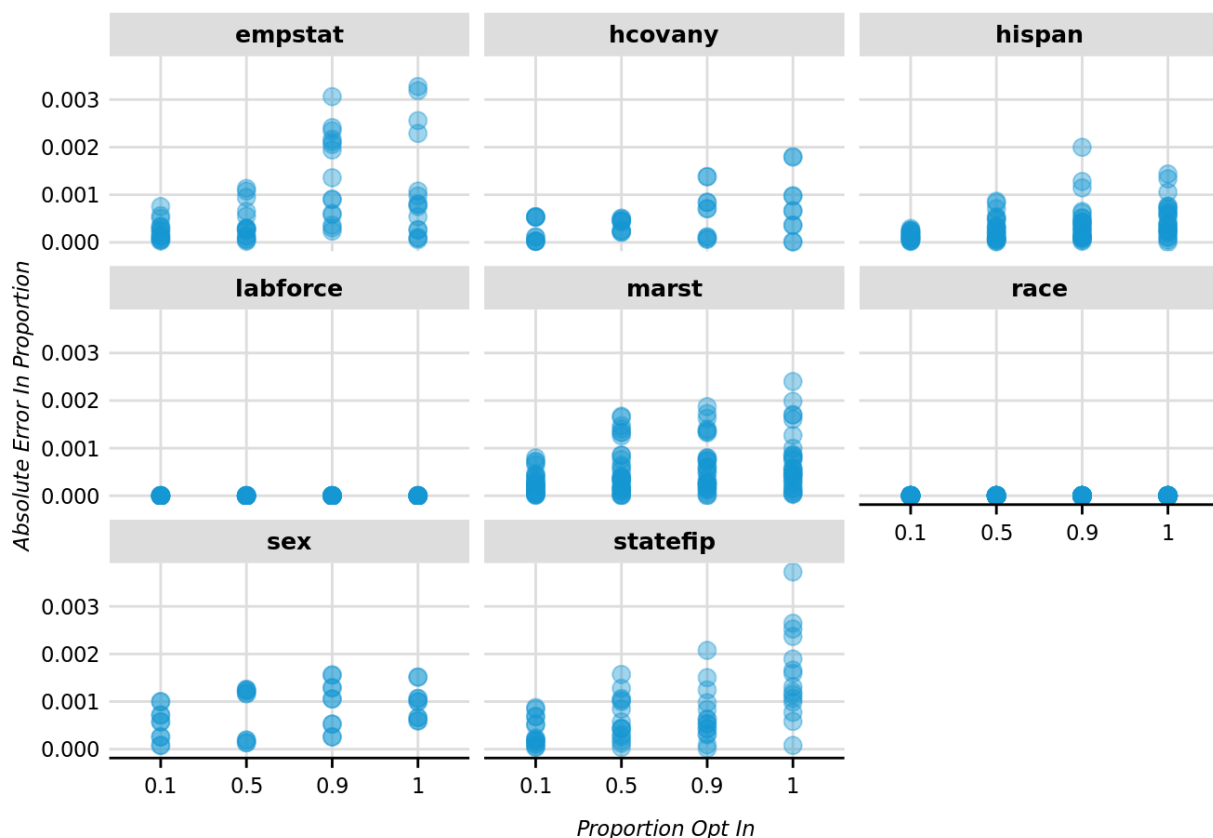 empstat
hcovany
hispan
0.003
0.002
0.001
0.000
labforce
marst
race
0.003
0.002
0.001
0.000
0.1 0.5 0.9 1
sex
statefip
0.003
0.002
0.001
0.000
0.1 0.5 0.9 1
0.1 0.5 0.9 1
Absolute Error In Proportion
Proportion Opt In